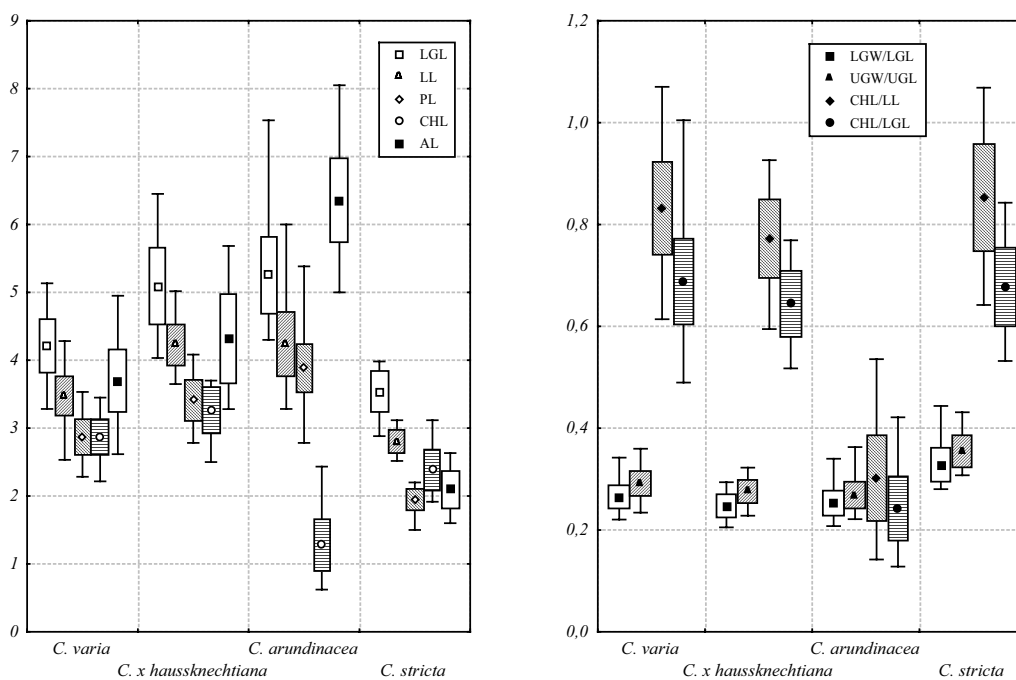 9
8
7
6
5
4
3
2
1
0
LGL
LL
PL
CHL
AL
C. varia
C. arundinacea
C. x haussknechtiana
C. stricta
1,2
1,0
0,8
0,6
0,4
0,2
0,0
LGW/LGL
UGW/UGL
CHL/LL
CHL/LGL
C. varia
C. arundinacea
C. x haussknechtiana
C. stricta